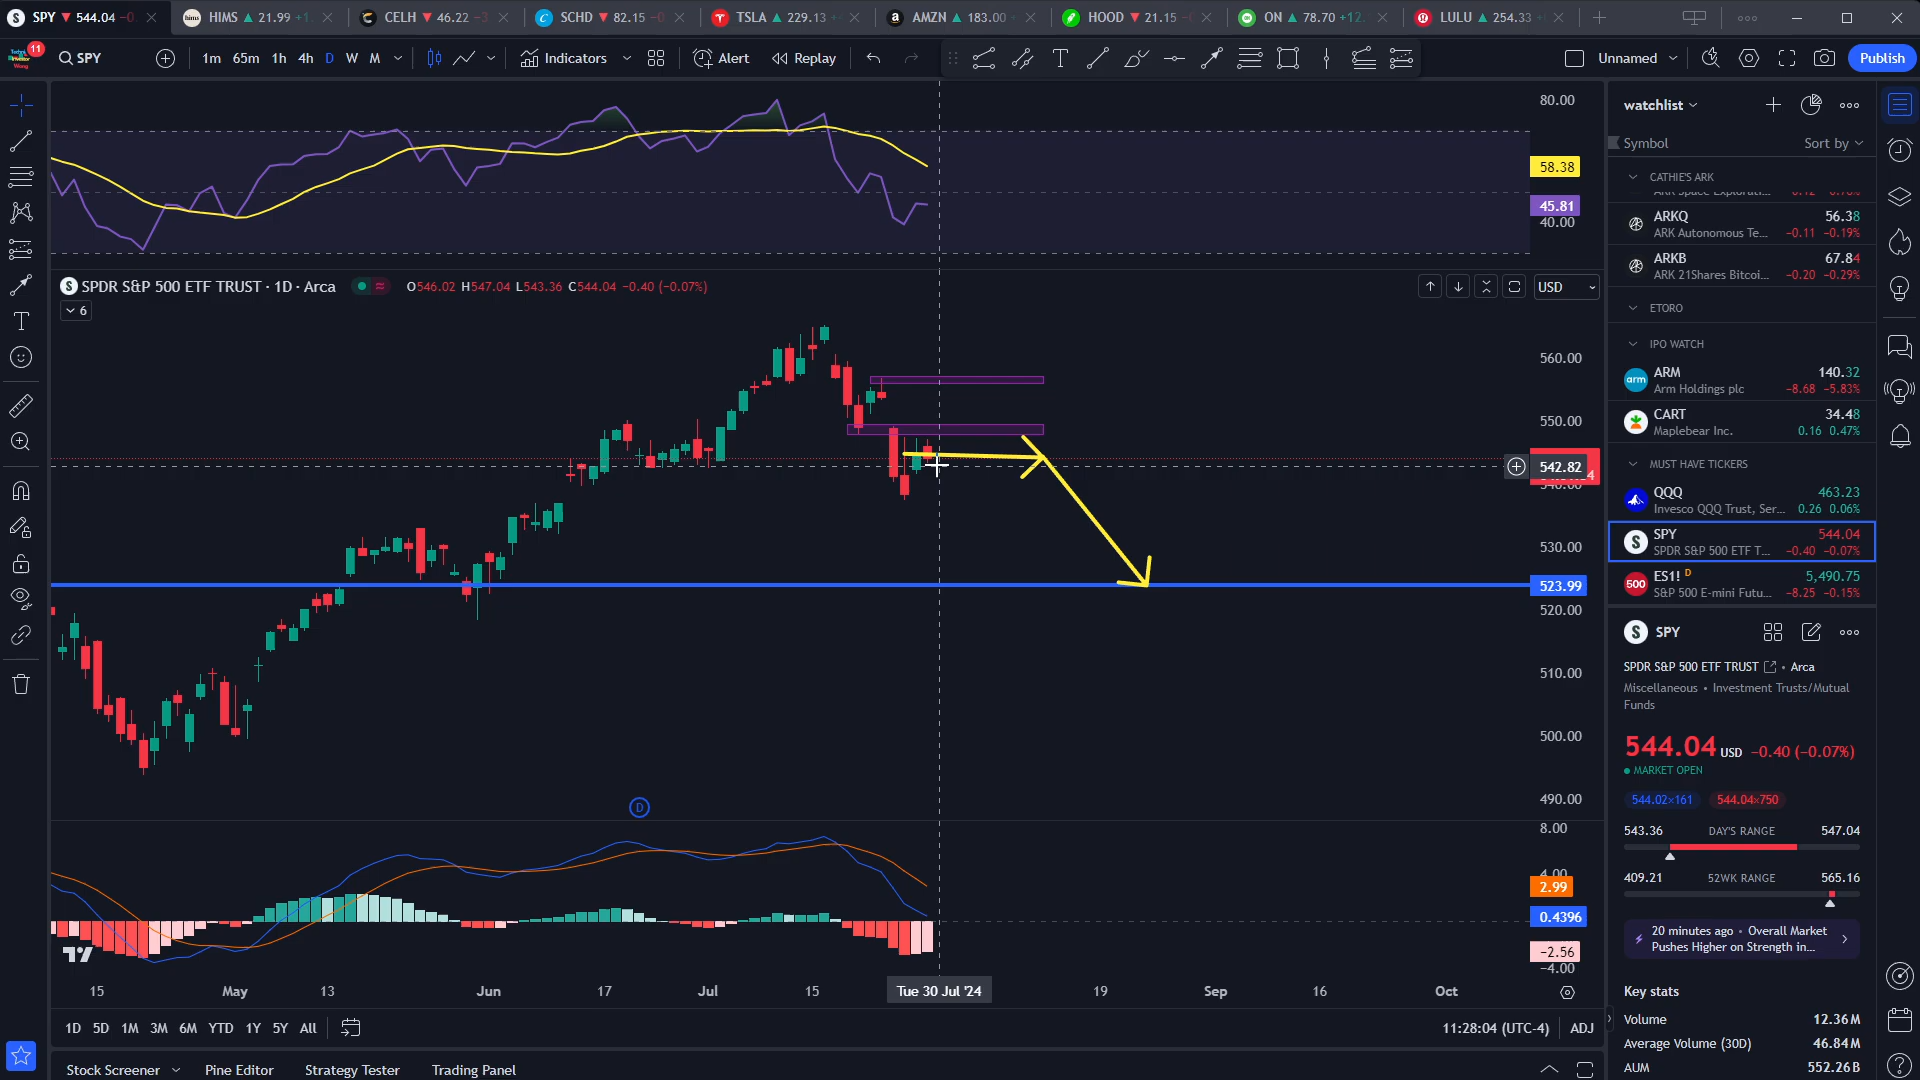 SPY ▼ 544.04 −0.
hims HIMS ▲ 21.99 +1.
CELH ▼ 46.22 −3
SCHD ▼ 82.15 −0
TSLA ▲ 229.13 +
AMZN ▲ 183.00 +
HOOD ▼ 21.15 −
ON ▲ 78.70 +12.
LULU ▲ 254.33 +
11
SPY
1m 65m 1h 4h D W M
Indicators
Alert
Replay
Unnamed
Publish
80.00
58.38
45.81
40.00
SPDR S&P 500 ETF TRUST · 1D · Arca
O546.02 H547.04 L543.36 C544.04 −0.40 (−0.07%)
USD
6
560.00
550.00
542.82
540.00
530.00
523.99
520.00
510.00
500.00
490.00
D
8.00
4.00
2.99
0.4396
−2.56
−4.00
15 May 13 Jun 17 Jul 15 Tue 30 Jul '24 19 Sep 16 Oct
1D 5D 1M 3M 6M YTD 1Y 5Y All
11:28:04 (UTC-4) ADJ
Stock Screener Pine Editor Strategy Tester Trading Panel
watchlist
Symbol Sort by
CATHIE'S ARK
ARKQ 56.38
ARK Autonomous Te... −0.11 −0.19%
ARKB 67.84
ARK 21Shares Bitcoi... −0.20 −0.29%
ETORO
IPO WATCH
arm ARM 140.32
Arm Holdings plc −8.68 −5.83%
CART 34.48
Maplebear Inc. 0.16 0.47%
MUST HAVE TICKERS
QQQ 463.23
Invesco QQQ Trust, Ser... 0.26 0.06%
SPY 544.04
SPDR S&P 500 ETF T... −0.40 −0.07%
500 ES1! D 5,490.75
S&P 500 E-mini Futu... −8.25 −0.15%
SPY
SPDR S&P 500 ETF TRUST • Arca
Miscellaneous • Investment Trusts/Mutual
Funds
544.04 USD −0.40 (−0.07%)
MARKET OPEN
544.02×161 544.04×750
543.36 DAY'S RANGE 547.04
409.21 52WK RANGE 565.16
20 minutes ago • Overall Market
Pushes Higher on Strength in...
Key stats
Volume 12.36M
Average Volume (30D) 46.84M
AUM 552.26B